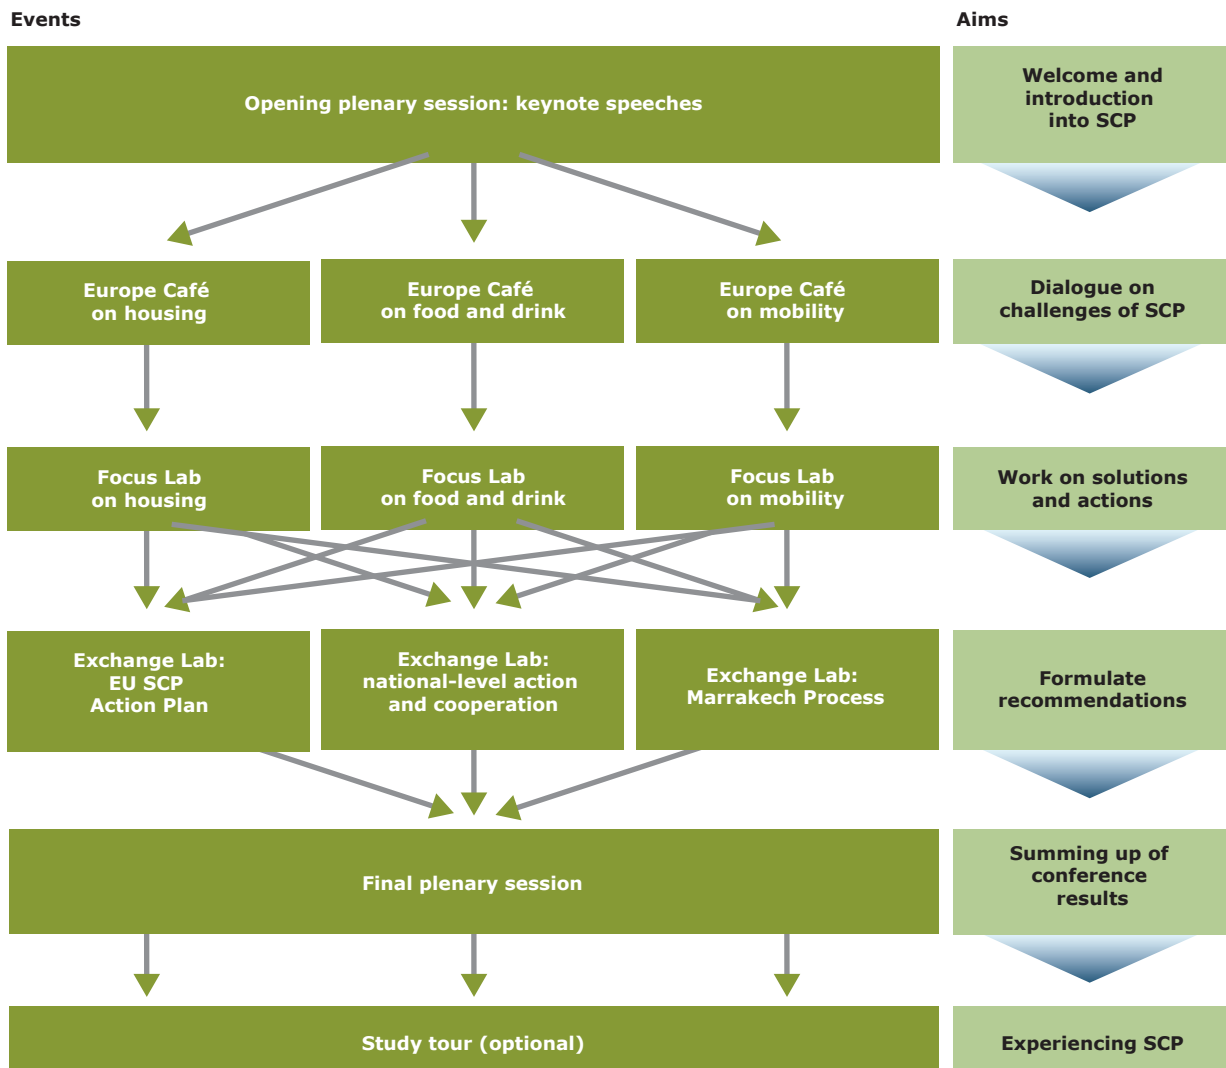 Events
Aims
Opening plenary session: keynote speeches
Welcome and
introduction
into SCP
Europe Café
on housing
Europe Café
on food and drink
Europe Café
on mobility
Dialogue on
challenges of SCP
Focus Lab
on housing
Focus Lab
on food and drink
Focus Lab
on mobility
Work on solutions
and actions
Exchange Lab:
EU SCP
Action Plan
Exchange Lab:
national-level action
and cooperation
Exchange Lab:
Marrakech Process
Formulate
recommendations
Final plenary session
Summing up of
conference
results
Study tour (optional)
Experiencing SCP